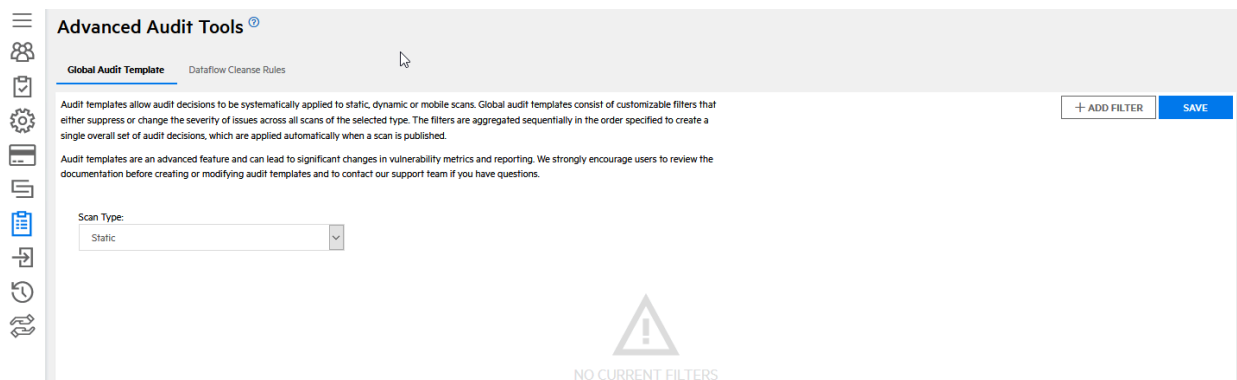 Advanced Audit Tools ?
Global Audit Template Dataflow Cleanse Rules
Audit templates allow audit decisions to be systematically applied to static, dynamic or mobile scans. Global audit templates consist of customizable filters that
either suppress or change the severity of issues across all scans of the selected type. The filters are aggregated sequentially in the order specified to create a
single overall set of audit decisions, which are applied automatically when a scan is published.
+ ADD FILTER SAVE
Audit templates are an advanced feature and can lead to significant changes in vulnerability metrics and reporting. We strongly encourage users to review the
documentation before creating or modifying audit templates and to contact our support team if you have questions.
Scan Type:
Static
NO CURRENT FILTERS